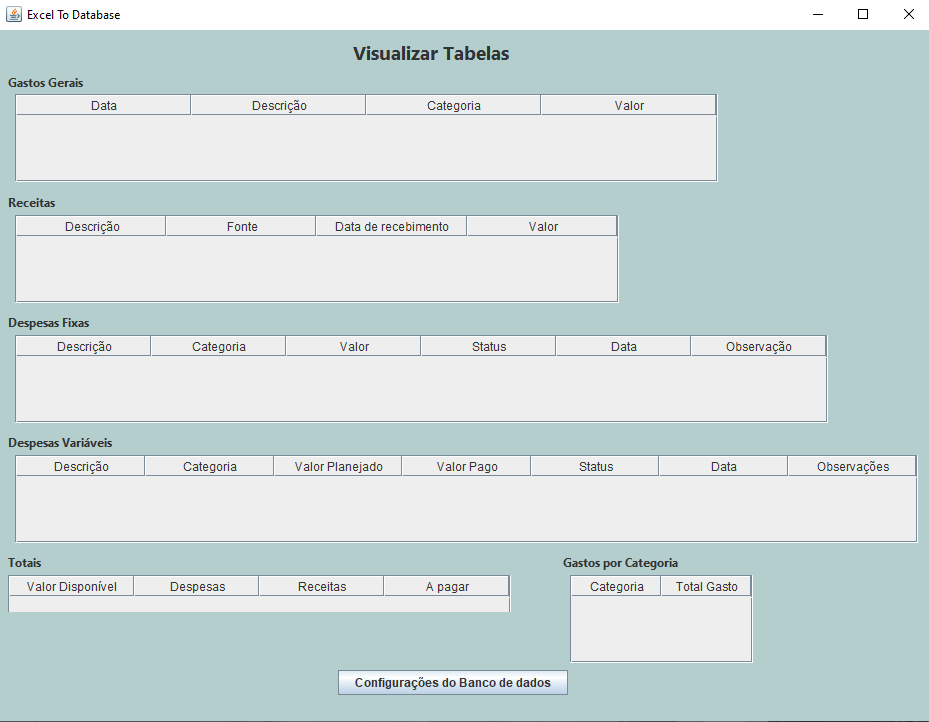 Excel To Database
Visualizar Tabelas
Gastos Gerais
Data Descrição Categoria Valor
Receitas
Descrição Fonte Data de recebimento Valor
Despesas Fixas
Descrição Categoria Valor Status Data Observação
Despesas Variáveis
Descrição Categoria Valor Planejado Valor Pago Status Data Observações
Totais
Valor Disponível Despesas Receitas A pagar
Gastos por Categoria
Categoria Total Gasto
Configurações do Banco de dados